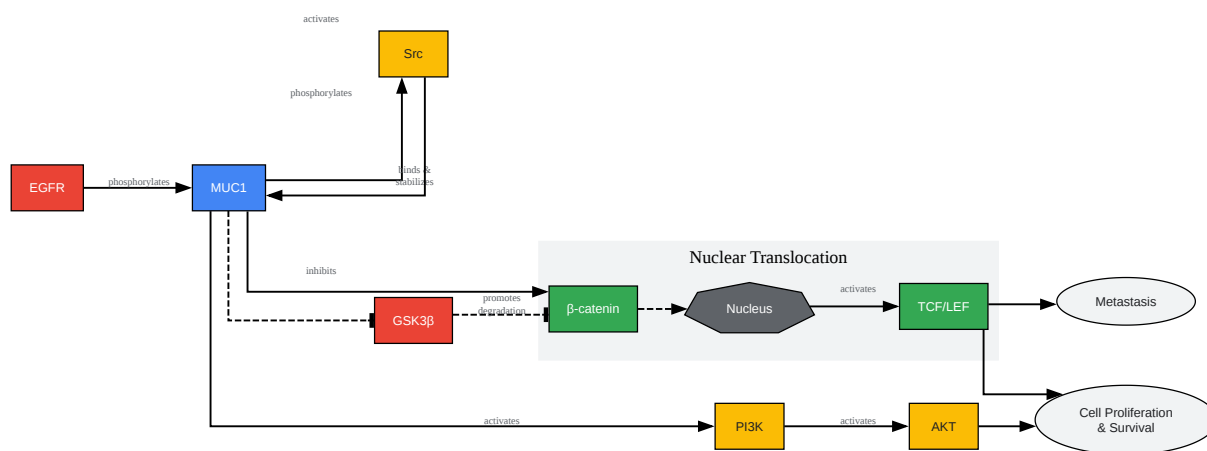 activates
Src
phosphorylates
binds &
stabilizes
EGFR
phosphorylates
MUC1
Nuclear Translocation
inhibits
promotes
degradation
GSK3β
β-catenin
Nucleus
activates
TCF/LEF
Metastasis
activates
PI3K
activates
AKT
Cell Proliferation
& Survival